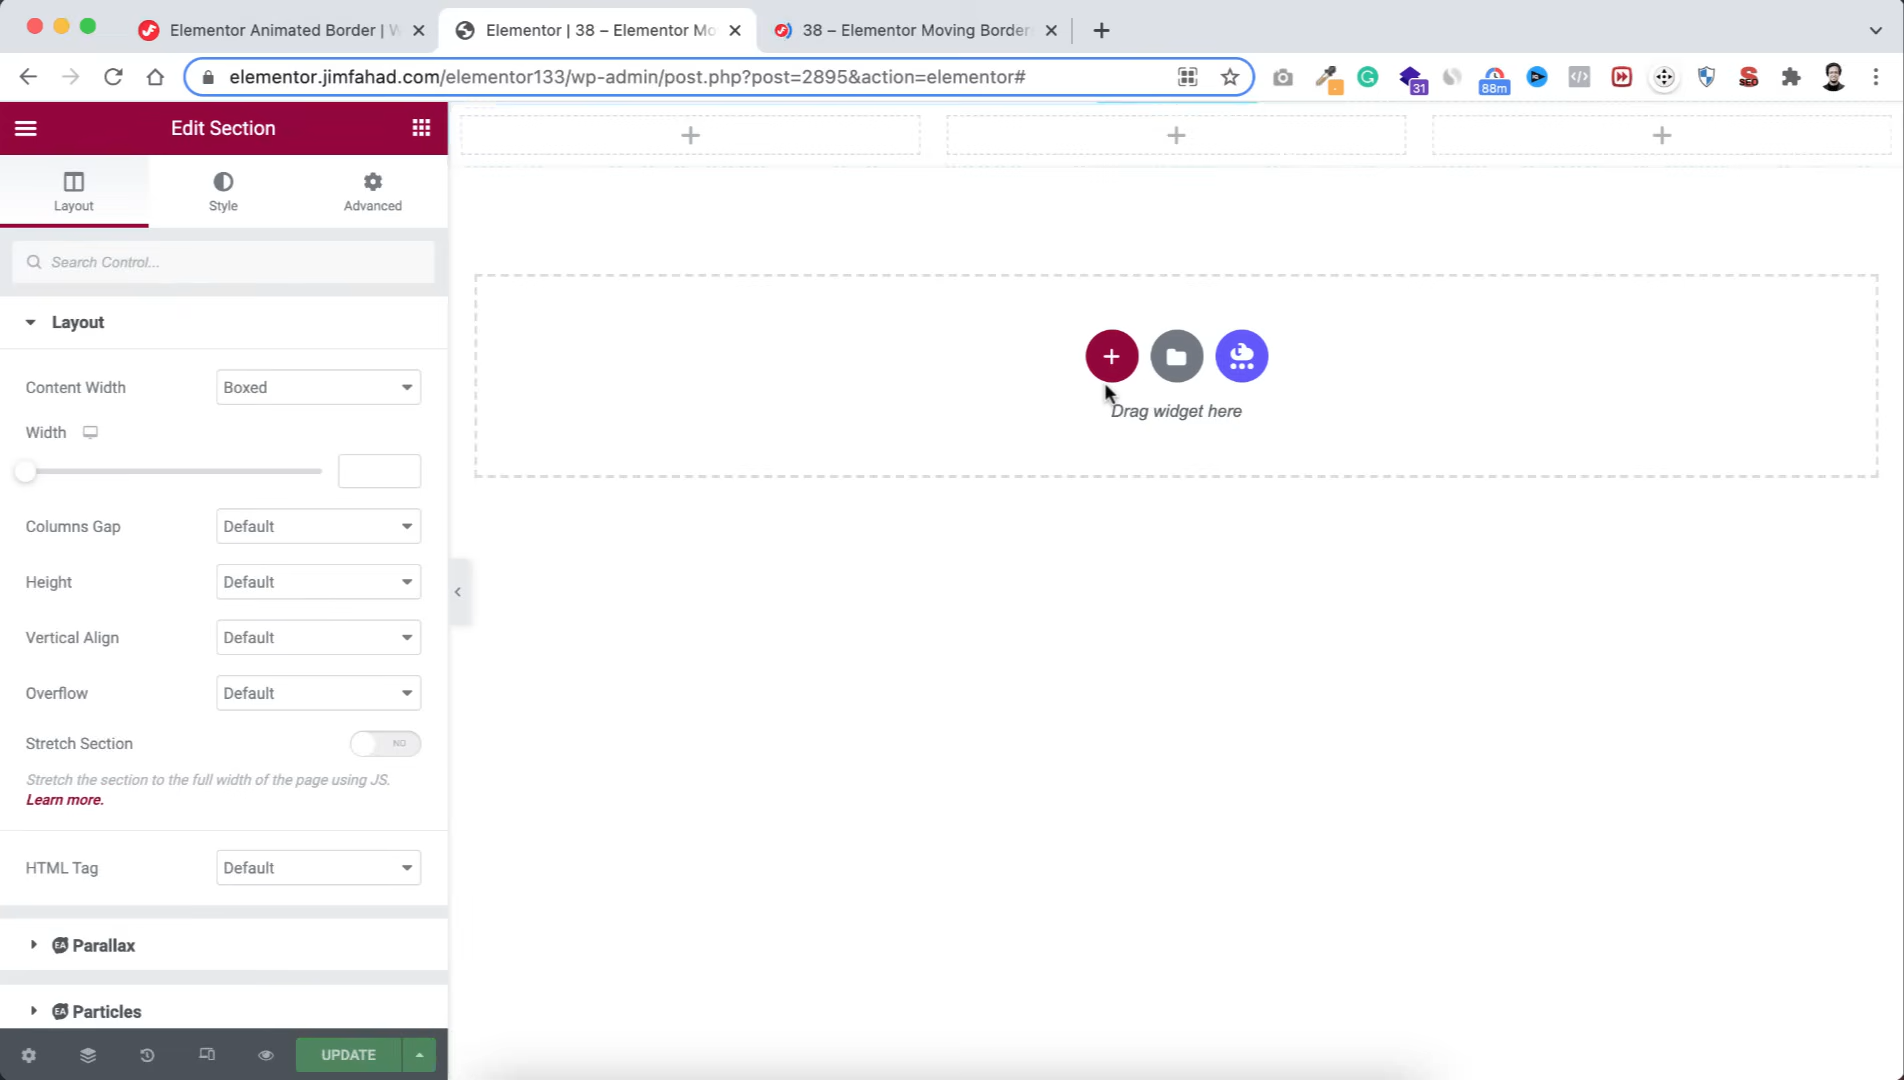 Elementor Animated Border | W
Elementor | 38 – Elementor Mo
38 – Elementor Moving Border
elementor.jimfahad.com/elementor133/wp-admin/post.php?post=2895&action=elementor#
31
88m
SEO
Edit Section
Layout
Style
Advanced
Search Control...
Layout
Content Width
Boxed
Width
Columns Gap
Default
Height
Default
Vertical Align
Default
Overflow
Default
Stretch Section
NO
Stretch the section to the full width of the page using JS.
Learn more.
HTML Tag
Default
EA Parallax
EA Particles
UPDATE
Drag widget here